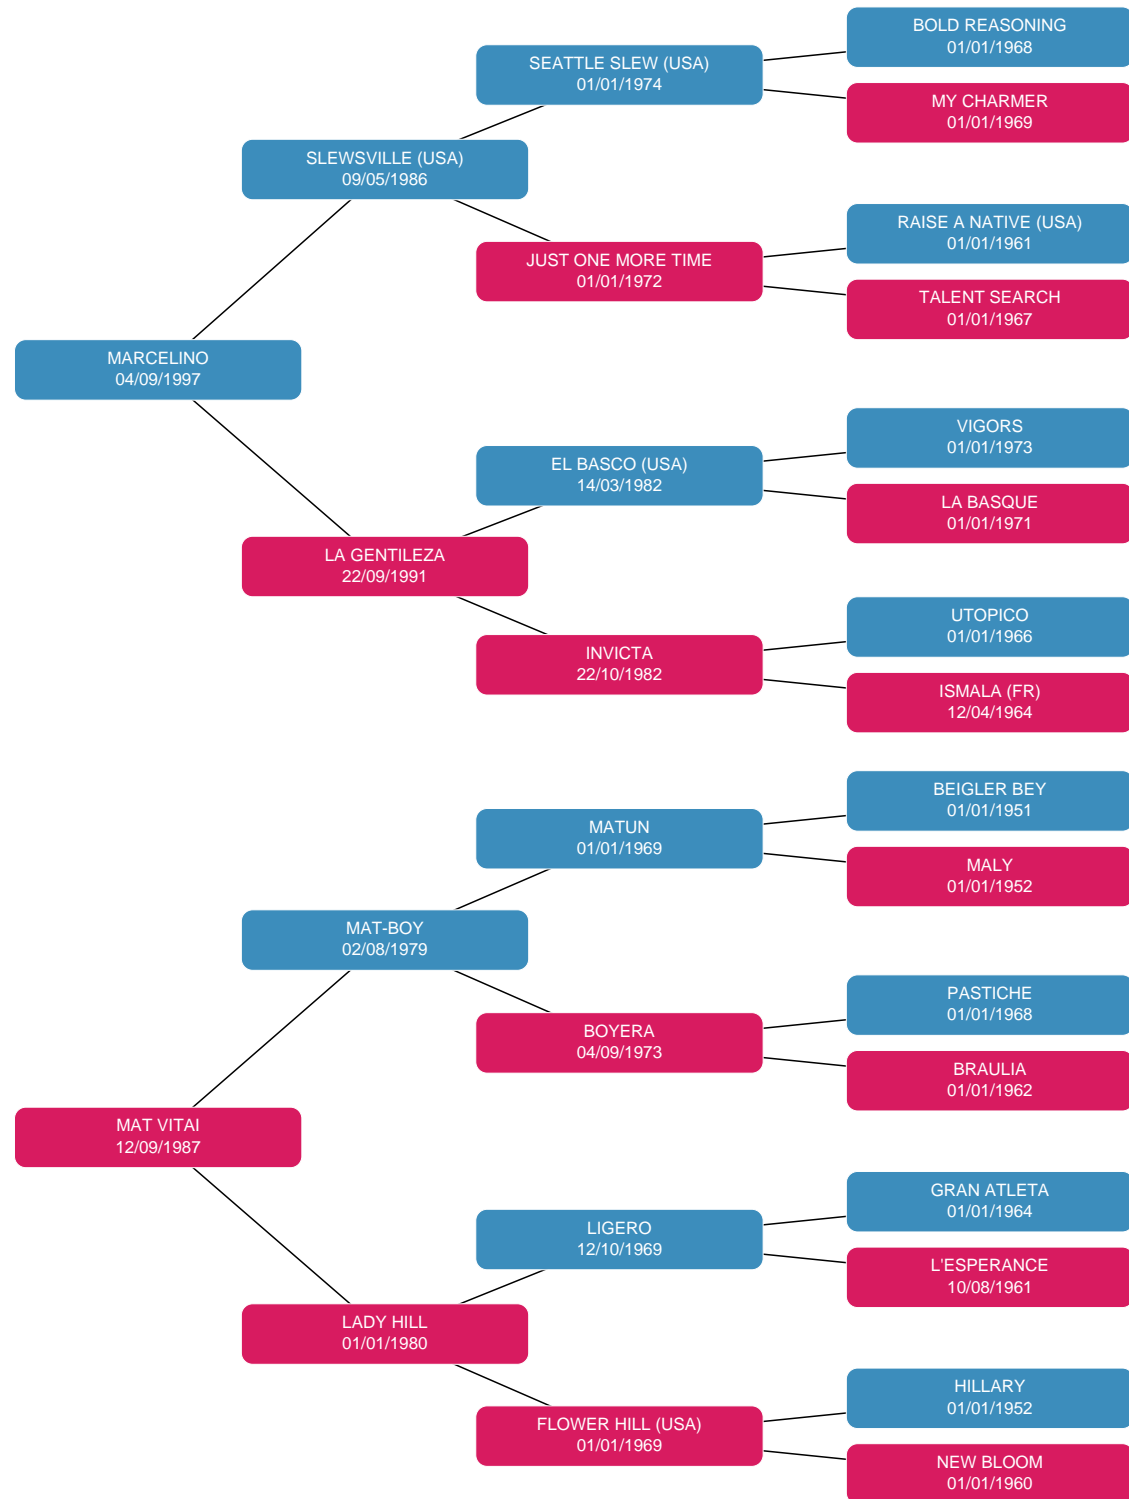 BOLD REASONING
01/01/1968
SEATTLE SLEW (USA)
01/01/1974
MY CHARMER
01/01/1969
SLEWSVILLE (USA)
09/05/1986
RAISE A NATIVE (USA)
01/01/1961
JUST ONE MORE TIME
01/01/1972
TALENT SEARCH
01/01/1967
MARCELINO
04/09/1997
VIGORS
01/01/1973
EL BASCO (USA)
14/03/1982
LA BASQUE
01/01/1971
LA GENTILEZA
22/09/1991
UTOPICO
01/01/1966
INVICTA
22/10/1982
ISMALA (FR)
12/04/1964
BEIGLER BEY
01/01/1951
MATUN
01/01/1969
MALY
01/01/1952
MAT-BOY
02/08/1979
PASTICHE
01/01/1968
BOYERA
04/09/1973
BRAULIA
01/01/1962
MAT VITAI
12/09/1987
GRAN ATLETA
01/01/1964
LIGERO
12/10/1969
L'ESPERANCE
10/08/1961
LADY HILL
01/01/1980
HILLARY
01/01/1952
FLOWER HILL (USA)
01/01/1969
NEW BLOOM
01/01/1960